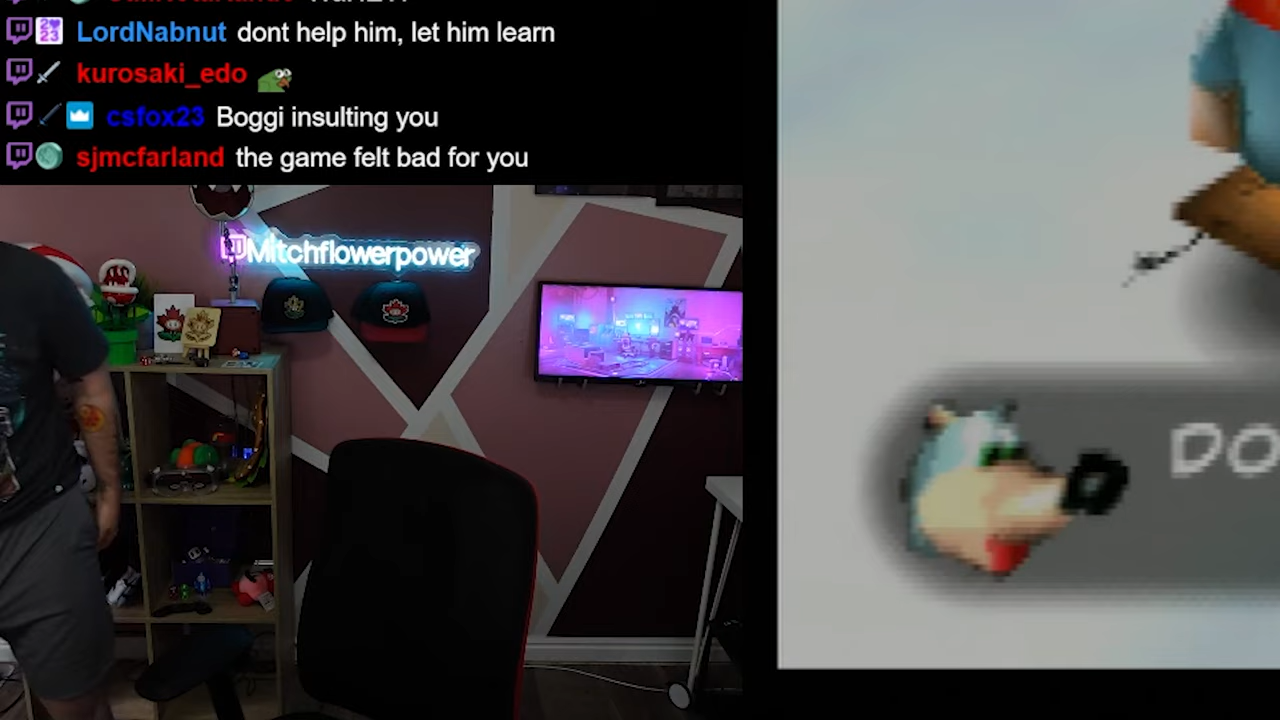 LordNabnut dont help him, let him learn
kurosaki_edo
csfox23 Boggi insulting you
sjmcfarland the game felt bad for you
Mitchflowerpower
DO